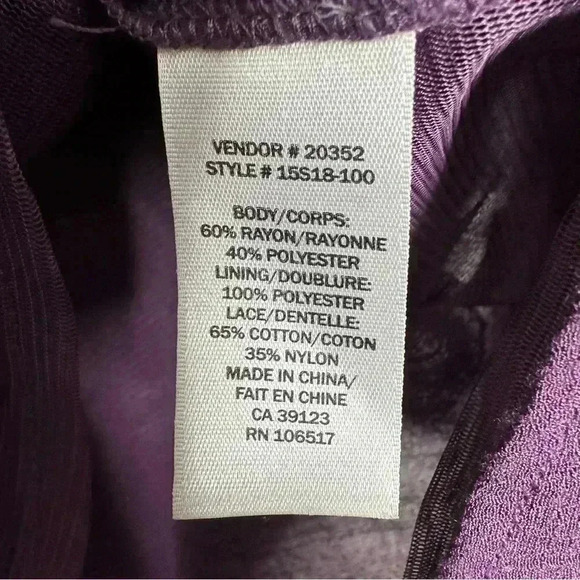 VENDOR # 20352
STYLE # 15S18-100
BODY/CORPS:
60% RAYON/RAYONNE
40% POLYESTER
LINING/DOUBLURE:
100% POLYESTER
LACE/DENTELLE:
65% COTTON/COTON
35% NYLON
MADE IN CHINA/
FAIT EN CHINE
CA 39123
RN 106517